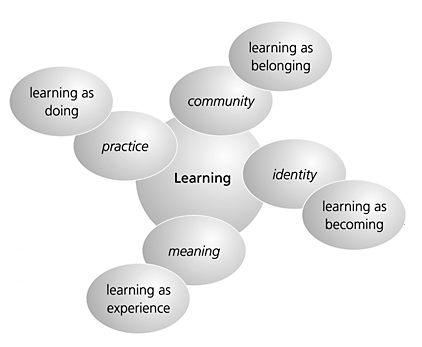 learning as
belonging
learning as
doing
community
practice
Learning
identity
learning as
becoming
meaning
learning as
experience